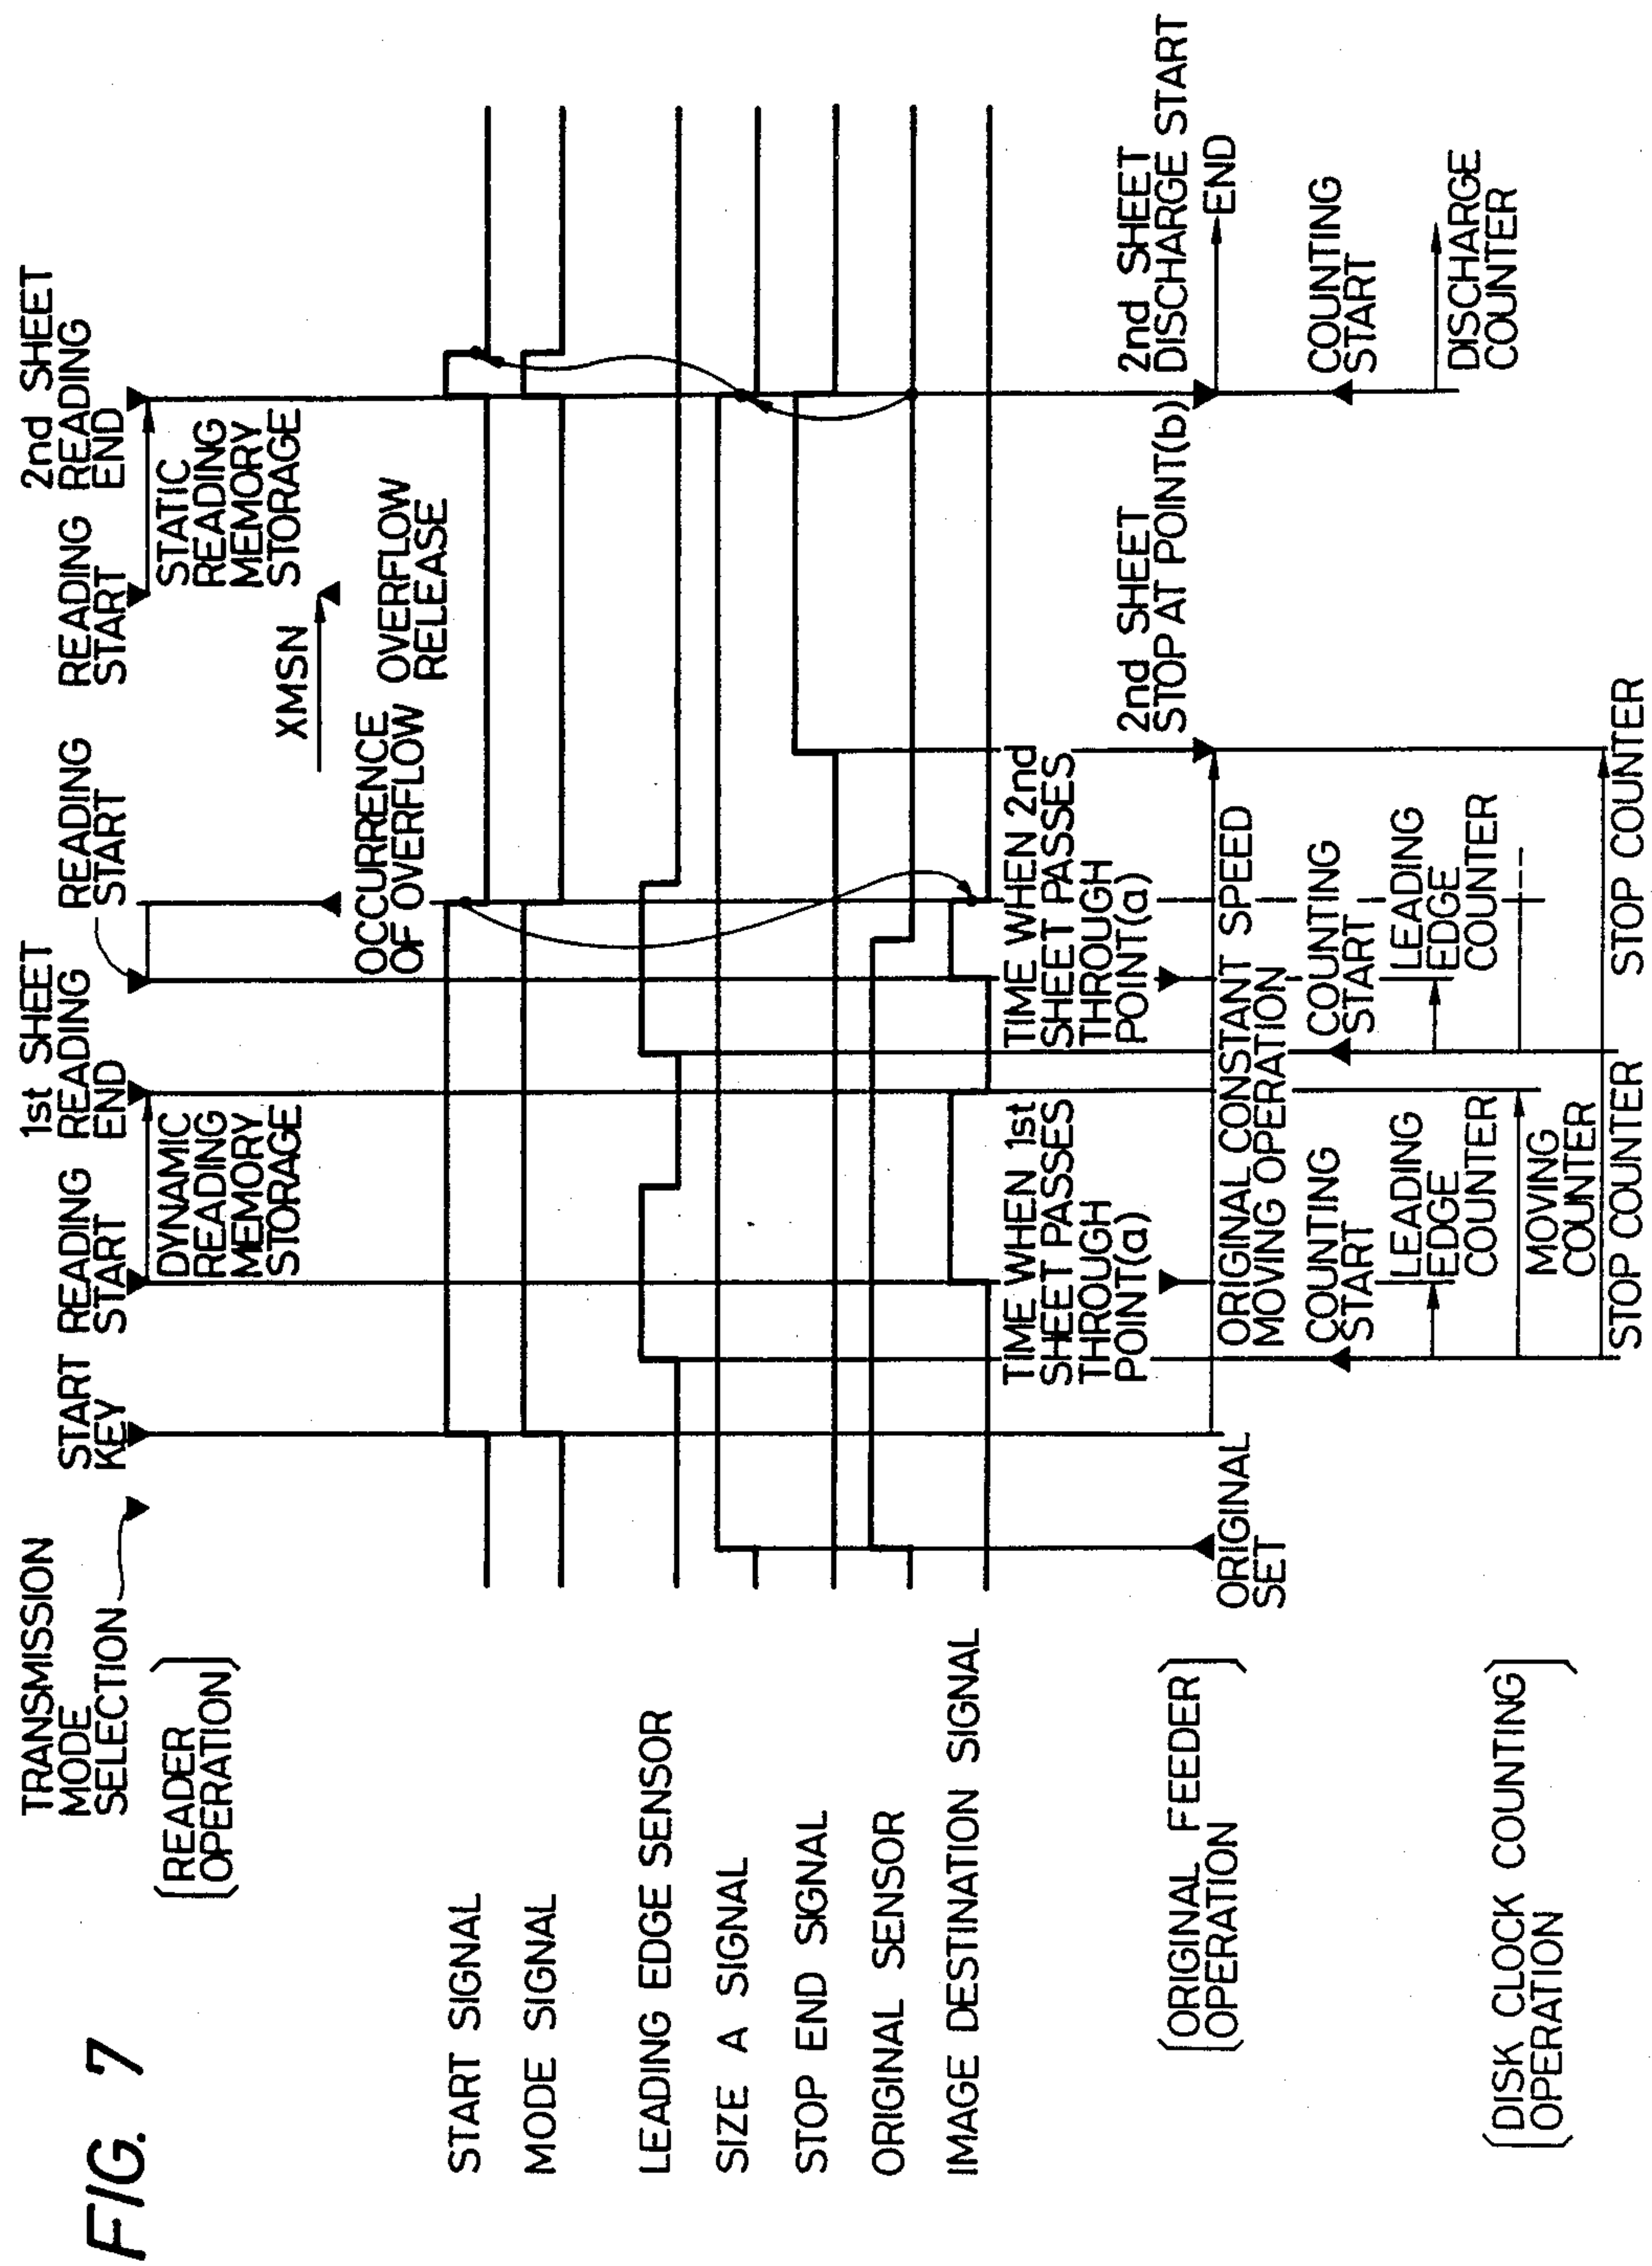 FIG. 7
TRANSMISSION
MODE
SELECTION
START
KEY
READING
START
1st SHEET
READING
END
READING
START
READING
START
2nd SHEET
READING
END
(READER
OPERATION)
DYNAMIC
READING
MEMORY
STORAGE
STATIC
READING
MEMORY
STORAGE
XMSN
OCCURRENCE
OF OVERFLOW
OVERFLOW
RELEASE
START SIGNAL
MODE SIGNAL
LEADING EDGE SENSOR
SIZE A SIGNAL
STOP END SIGNAL
ORIGINAL SENSOR
IMAGE DESTINATION SIGNAL
TIME WHEN 1st
SHEET PASSES
THROUGH
POINT(a)
TIME WHEN 2nd
SHEET PASSES
THROUGH
POINT(a)
2nd SHEET
STOP AT POINT(b)
2nd SHEET
DISCHARGE START
END
(ORIGINAL FEEDER
OPERATION)
ORIGINAL
SET
ORIGINAL CONSTANT SPEED
MOVING OPERATION
COUNTING
START
COUNTING
START
COUNTING
START
LEADING
EDGE
COUNTER
LEADING
EDGE
COUNTER
DISCHARGE
COUNTER
(DISK CLOCK COUNTING
OPERATION)
MOVING
COUNTER
STOP COUNTER
STOP COUNTER